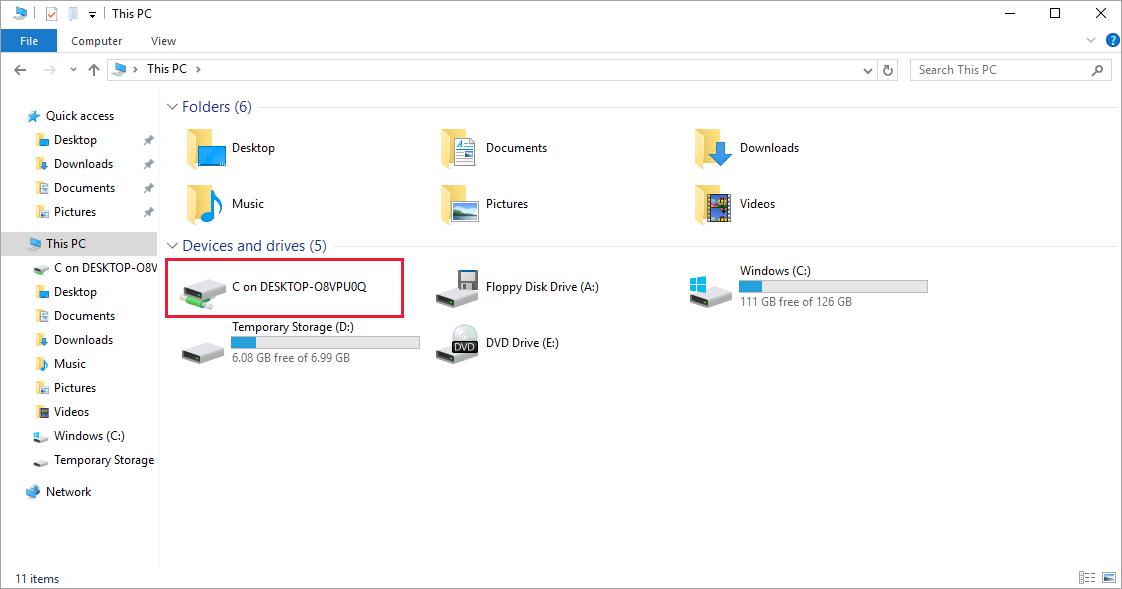 This PC
File Computer View
This PC
Search This PC
Quick access
Desktop
Downloads
Documents
Pictures
This PC
C on DESKTOP-O8V
Desktop
Documents
Downloads
Music
Pictures
Videos
Windows (C:)
Temporary Storage
Network
Folders (6)
Desktop
Documents
Downloads
Music
Pictures
Videos
Devices and drives (5)
C on DESKTOP-O8VPU0Q
Floppy Disk Drive (A:)
Windows (C:)
111 GB free of 126 GB
Temporary Storage (D:)
6.08 GB free of 6.99 GB
DVD
DVD Drive (E:)
11 items